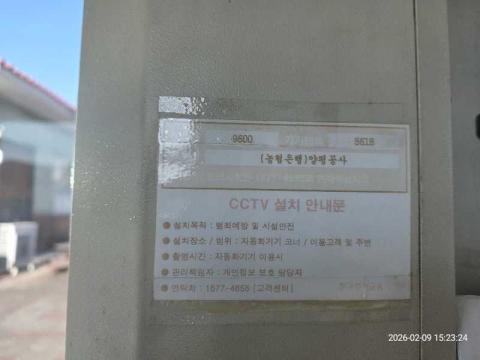 9600 8618
(농협은행)양평공사
CCTV 설치 안내문
● 설치목적 : 범죄예방 및 시설안전
● 설치장소 / 범위 : 자동화기기 코너 / 이용고객 및 주변
● 촬영시간 : 자동화기기 이용시
● 관리책임자 : 개인정보 보호 담당자
● 연락처 : 1577-4655 (고객센터)
2026-02-09 15:23:24